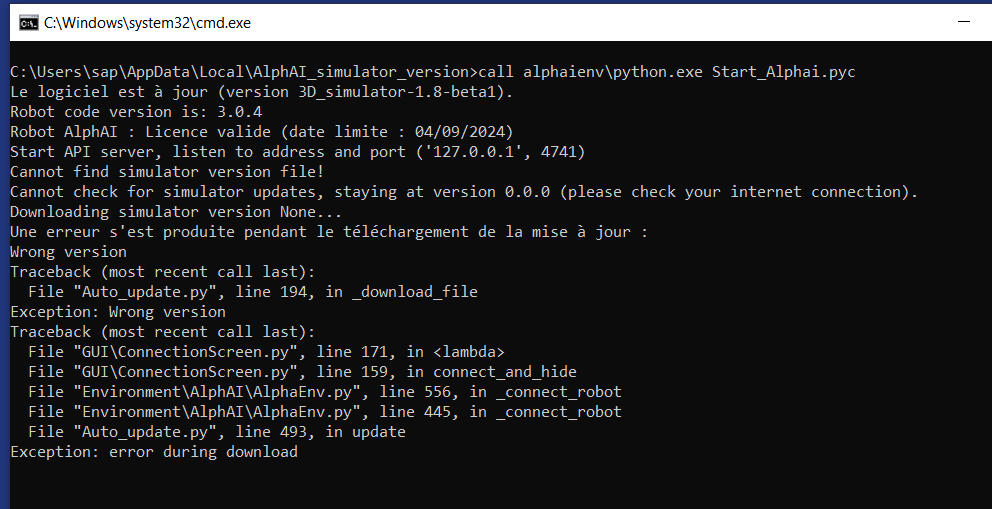 C:\Windows\system32\cmd.exe
C:\Users\sap\AppData\Local\AlphAI_simulator_version>call alphaienv\python.exe Start_Alphai.pyc
Le logiciel est à jour (version 3D_simulator-1.8-beta1).
Robot code version is: 3.0.4
Robot AlphAI : Licence valide (date limite : 04/09/2024)
Start API server, listen to address and port ('127.0.0.1', 4741)
Cannot find simulator version file!
Cannot check for simulator updates, staying at version 0.0.0 (please check your internet connection).
Downloading simulator version None...
Une erreur s'est produite pendant le téléchargement de la mise à jour :
Wrong version
Traceback (most recent call last):
  File "Auto_update.py", line 194, in _download_file
Exception: Wrong version
Traceback (most recent call last):
  File "GUI\ConnectionScreen.py", line 171, in <lambda>
  File "GUI\ConnectionScreen.py", line 159, in connect_and_hide
  File "Environment\AlphAI\AlphaEnv.py", line 556, in _connect_robot
  File "Environment\AlphAI\AlphaEnv.py", line 445, in _connect_robot
  File "Auto_update.py", line 493, in update
Exception: error during download